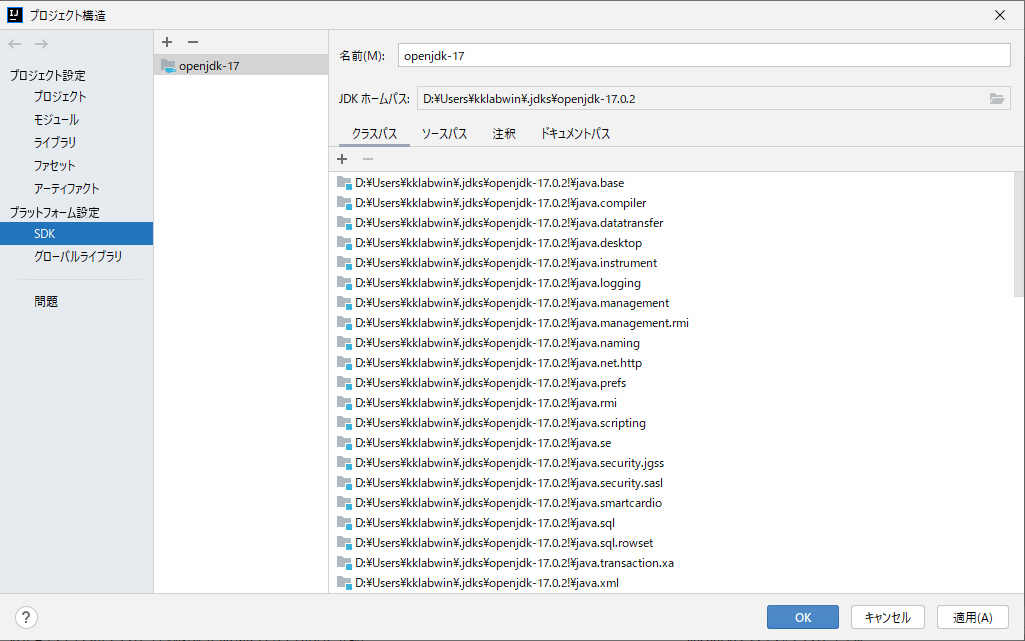 プロジェクト構造
プロジェクト設定
プロジェクト
モジュール
ライブラリ
ファセット
アーティファクト
プラットフォーム設定
SDK
グローバルライブラリ
問題
openjdk-17
名前(M):
openjdk-17
JDK ホームパス:
D:¥Users¥kklabwin¥.jdks¥openjdk-17.0.2
クラスパス ソースパス 注釈 ドキュメントパス
D:¥Users¥kklabwin¥.jdks¥openjdk-17.0.2!¥java.base
D:¥Users¥kklabwin¥.jdks¥openjdk-17.0.2!¥java.compiler
D:¥Users¥kklabwin¥.jdks¥openjdk-17.0.2!¥java.datatransfer
D:¥Users¥kklabwin¥.jdks¥openjdk-17.0.2!¥java.desktop
D:¥Users¥kklabwin¥.jdks¥openjdk-17.0.2!¥java.instrument
D:¥Users¥kklabwin¥.jdks¥openjdk-17.0.2!¥java.logging
D:¥Users¥kklabwin¥.jdks¥openjdk-17.0.2!¥java.management
D:¥Users¥kklabwin¥.jdks¥openjdk-17.0.2!¥java.management.rmi
D:¥Users¥kklabwin¥.jdks¥openjdk-17.0.2!¥java.naming
D:¥Users¥kklabwin¥.jdks¥openjdk-17.0.2!¥java.net.http
D:¥Users¥kklabwin¥.jdks¥openjdk-17.0.2!¥java.prefs
D:¥Users¥kklabwin¥.jdks¥openjdk-17.0.2!¥java.rmi
D:¥Users¥kklabwin¥.jdks¥openjdk-17.0.2!¥java.scripting
D:¥Users¥kklabwin¥.jdks¥openjdk-17.0.2!¥java.se
D:¥Users¥kklabwin¥.jdks¥openjdk-17.0.2!¥java.security.jgss
D:¥Users¥kklabwin¥.jdks¥openjdk-17.0.2!¥java.security.sasl
D:¥Users¥kklabwin¥.jdks¥openjdk-17.0.2!¥java.smartcardio
D:¥Users¥kklabwin¥.jdks¥openjdk-17.0.2!¥java.sql
D:¥Users¥kklabwin¥.jdks¥openjdk-17.0.2!¥java.sql.rowset
D:¥Users¥kklabwin¥.jdks¥openjdk-17.0.2!¥java.transaction.xa
D:¥Users¥kklabwin¥.jdks¥openjdk-17.0.2!¥java.xml
? OK キャンセル 適用(A)